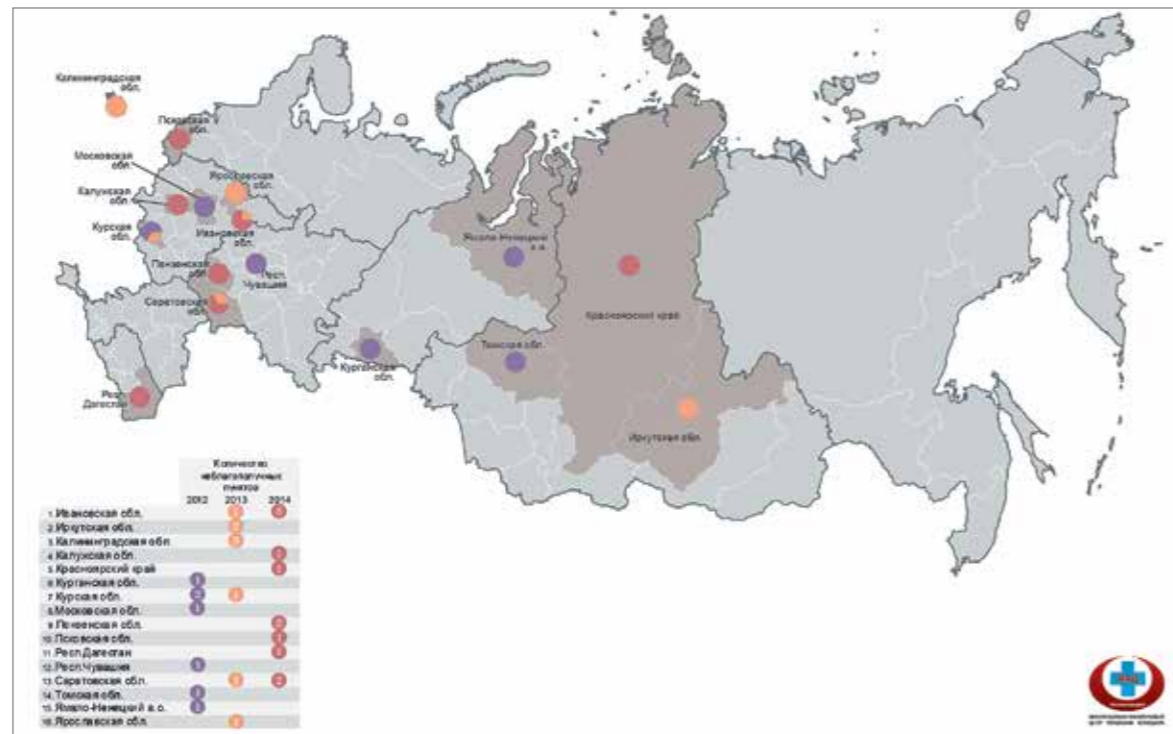 Калининградская
обл.
Псковская
обл.
Московская
обл.
Ярославская
обл.
Калужская
обл.
Курская
обл.
Ивановская
обл.
Пензенская
обл.
Респ.
Чувашия
Саратовская
обл.
Ямало-Ненецкий
а.о.
Красноярский край
Томская обл.
Курганская
обл.
Респ.
Дагестан
Иркутская обл.
Количество
неблагополучных
пунктов
2012 2013 2014
1. Ивановская обл.
2. Иркутская обл.
3. Калининградская обл.
4. Калужская обл.
5. Красноярский край
6. Курганская обл. 1
7. Курская обл.
8. Московская обл.
9. Пензенская обл.
10. Псковская обл.
11. Респ.Дагестан
12. Респ.Чувашия
13. Саратовская обл.
14. Томская обл.
15. Ямало-Ненецкий а.о.
16. Ярославская обл.